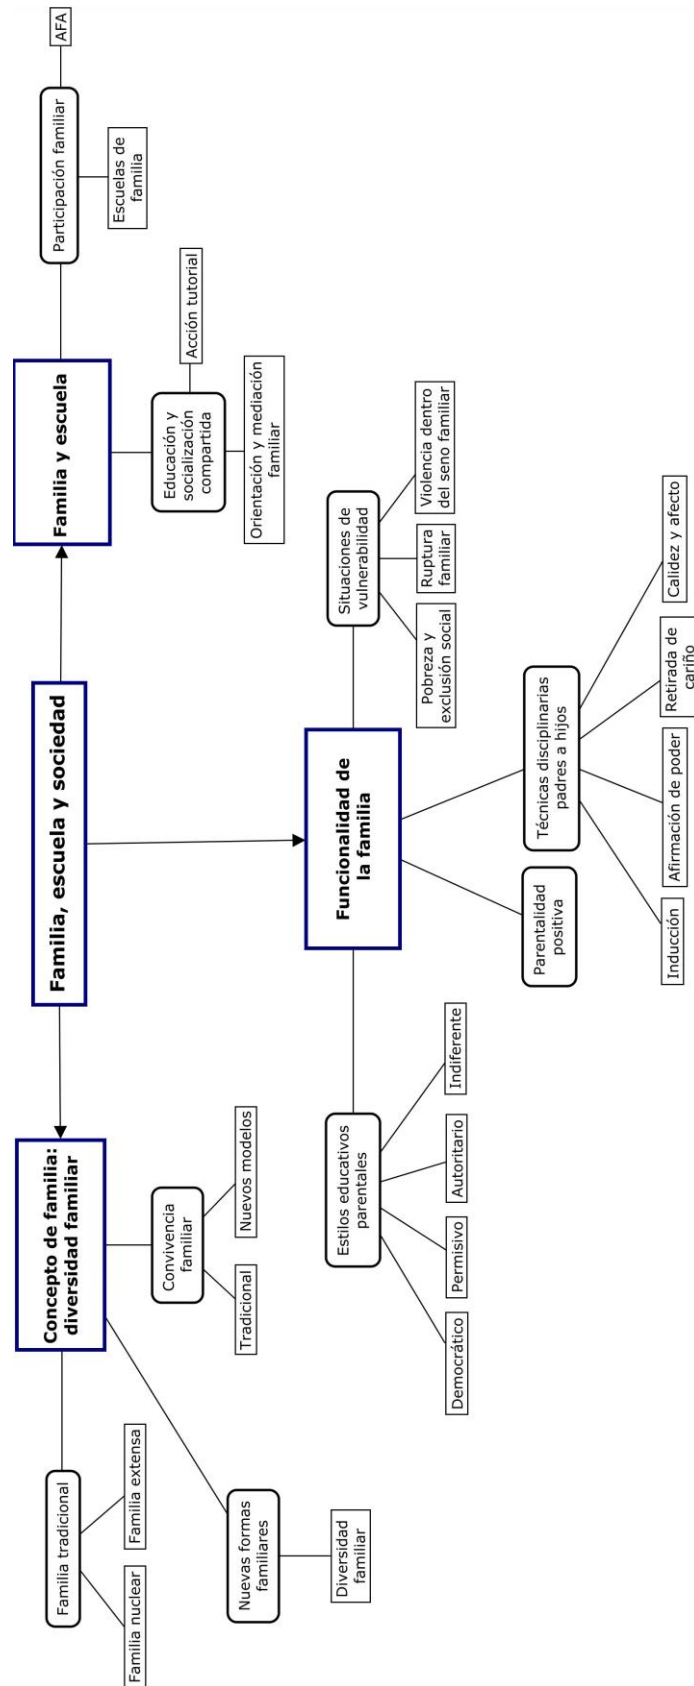 Familia, escuela y sociedad
Concepto de familia:
diversidad familiar
Familia tradicional
Familia nuclear
Familia extensa
Nuevas formas
familiares
Diversidad
familiar
Convivencia
familiar
Tradicional
Nuevos modelos
Funcionalidad de
la familia
Estilos educativos
parentales
Democrático
Permisivo
Autoritario
Indiferente
Parentalidad
positiva
Técnicas disciplinarias
padres a hijos
Inducción
Afirmación de poder
Retirada de
cariño
Calidez y afecto
Situaciones de
vulnerabilidad
Pobreza y
exclusión social
Ruptura
familiar
Violencia dentro
del seno familiar
Familia y escuela
Educación y
socialización
compartida
Acción tutorial
Orientación y mediación
familiar
Participación familiar
Escuelas de
familia
AFA